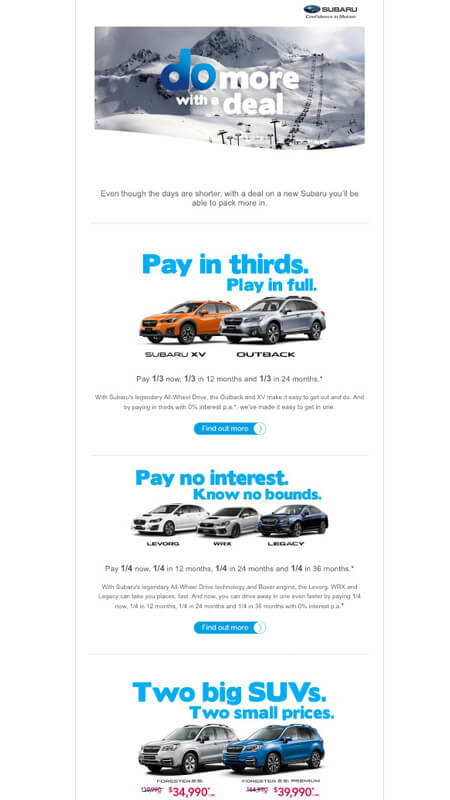 SUBARU
Confidence in Motion
do more
with a deal
Even though the days are shorter, with a deal on a new Subaru you'll be
able to pack more in.
Pay in thirds.
Play in full.
SUBARU XV OUTBACK
Pay 1/3 now, 1/3 in 12 months and 1/3 in 24 months.*
With Subaru's legendary All-Wheel Drive, the Outback and XV make it easy to get out and do. And
by paying in thirds with 0% interest p.a.*, we've made it easy to get in one.
Find out more
Pay no interest.
Know no bounds.
LEVORG WRX LEGACY
Pay 1/4 now, 1/4 in 12 months, 1/4 in 24 months and 1/4 in 36 months.*
With Subaru's legendary All-Wheel Drive technology and Boxer engine, the Levorg, WRX and
Legacy can take you places, fast. And now, you can drive away in one even faster by paying 1/4
now, 1/4 in 12 months, 1/4 in 24 months and 1/4 in 36 months with 0% interest p.a.*
Find out more
Two big SUVs.
Two small prices.
FORESTER 2.5i FORESTER 2.5i PREMIUM
$34,990* $39,990*